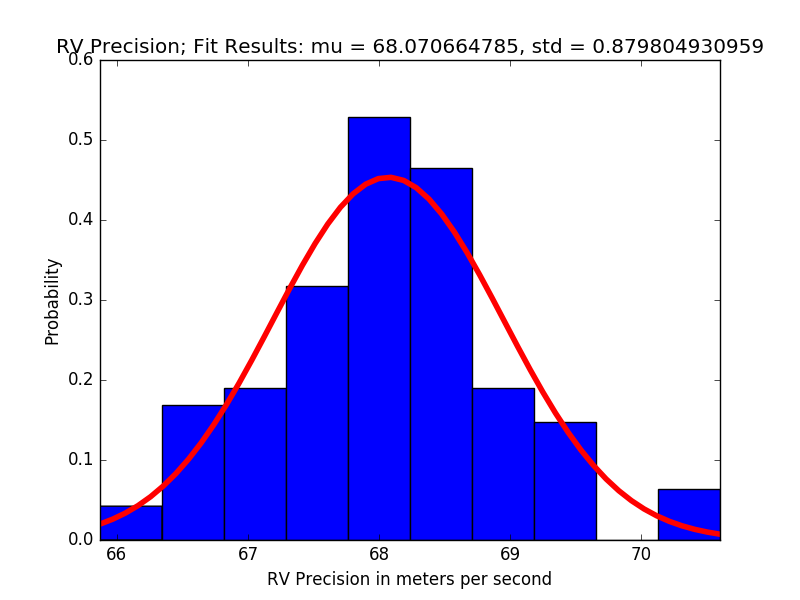 RV Precision; Fit Results: mu = 68.070664785, std = 0.879804930959
0.6
0.5
0.4
0.3
0.2
0.1
0.0
Probability
66 67 68 69 70
RV Precision in meters per second